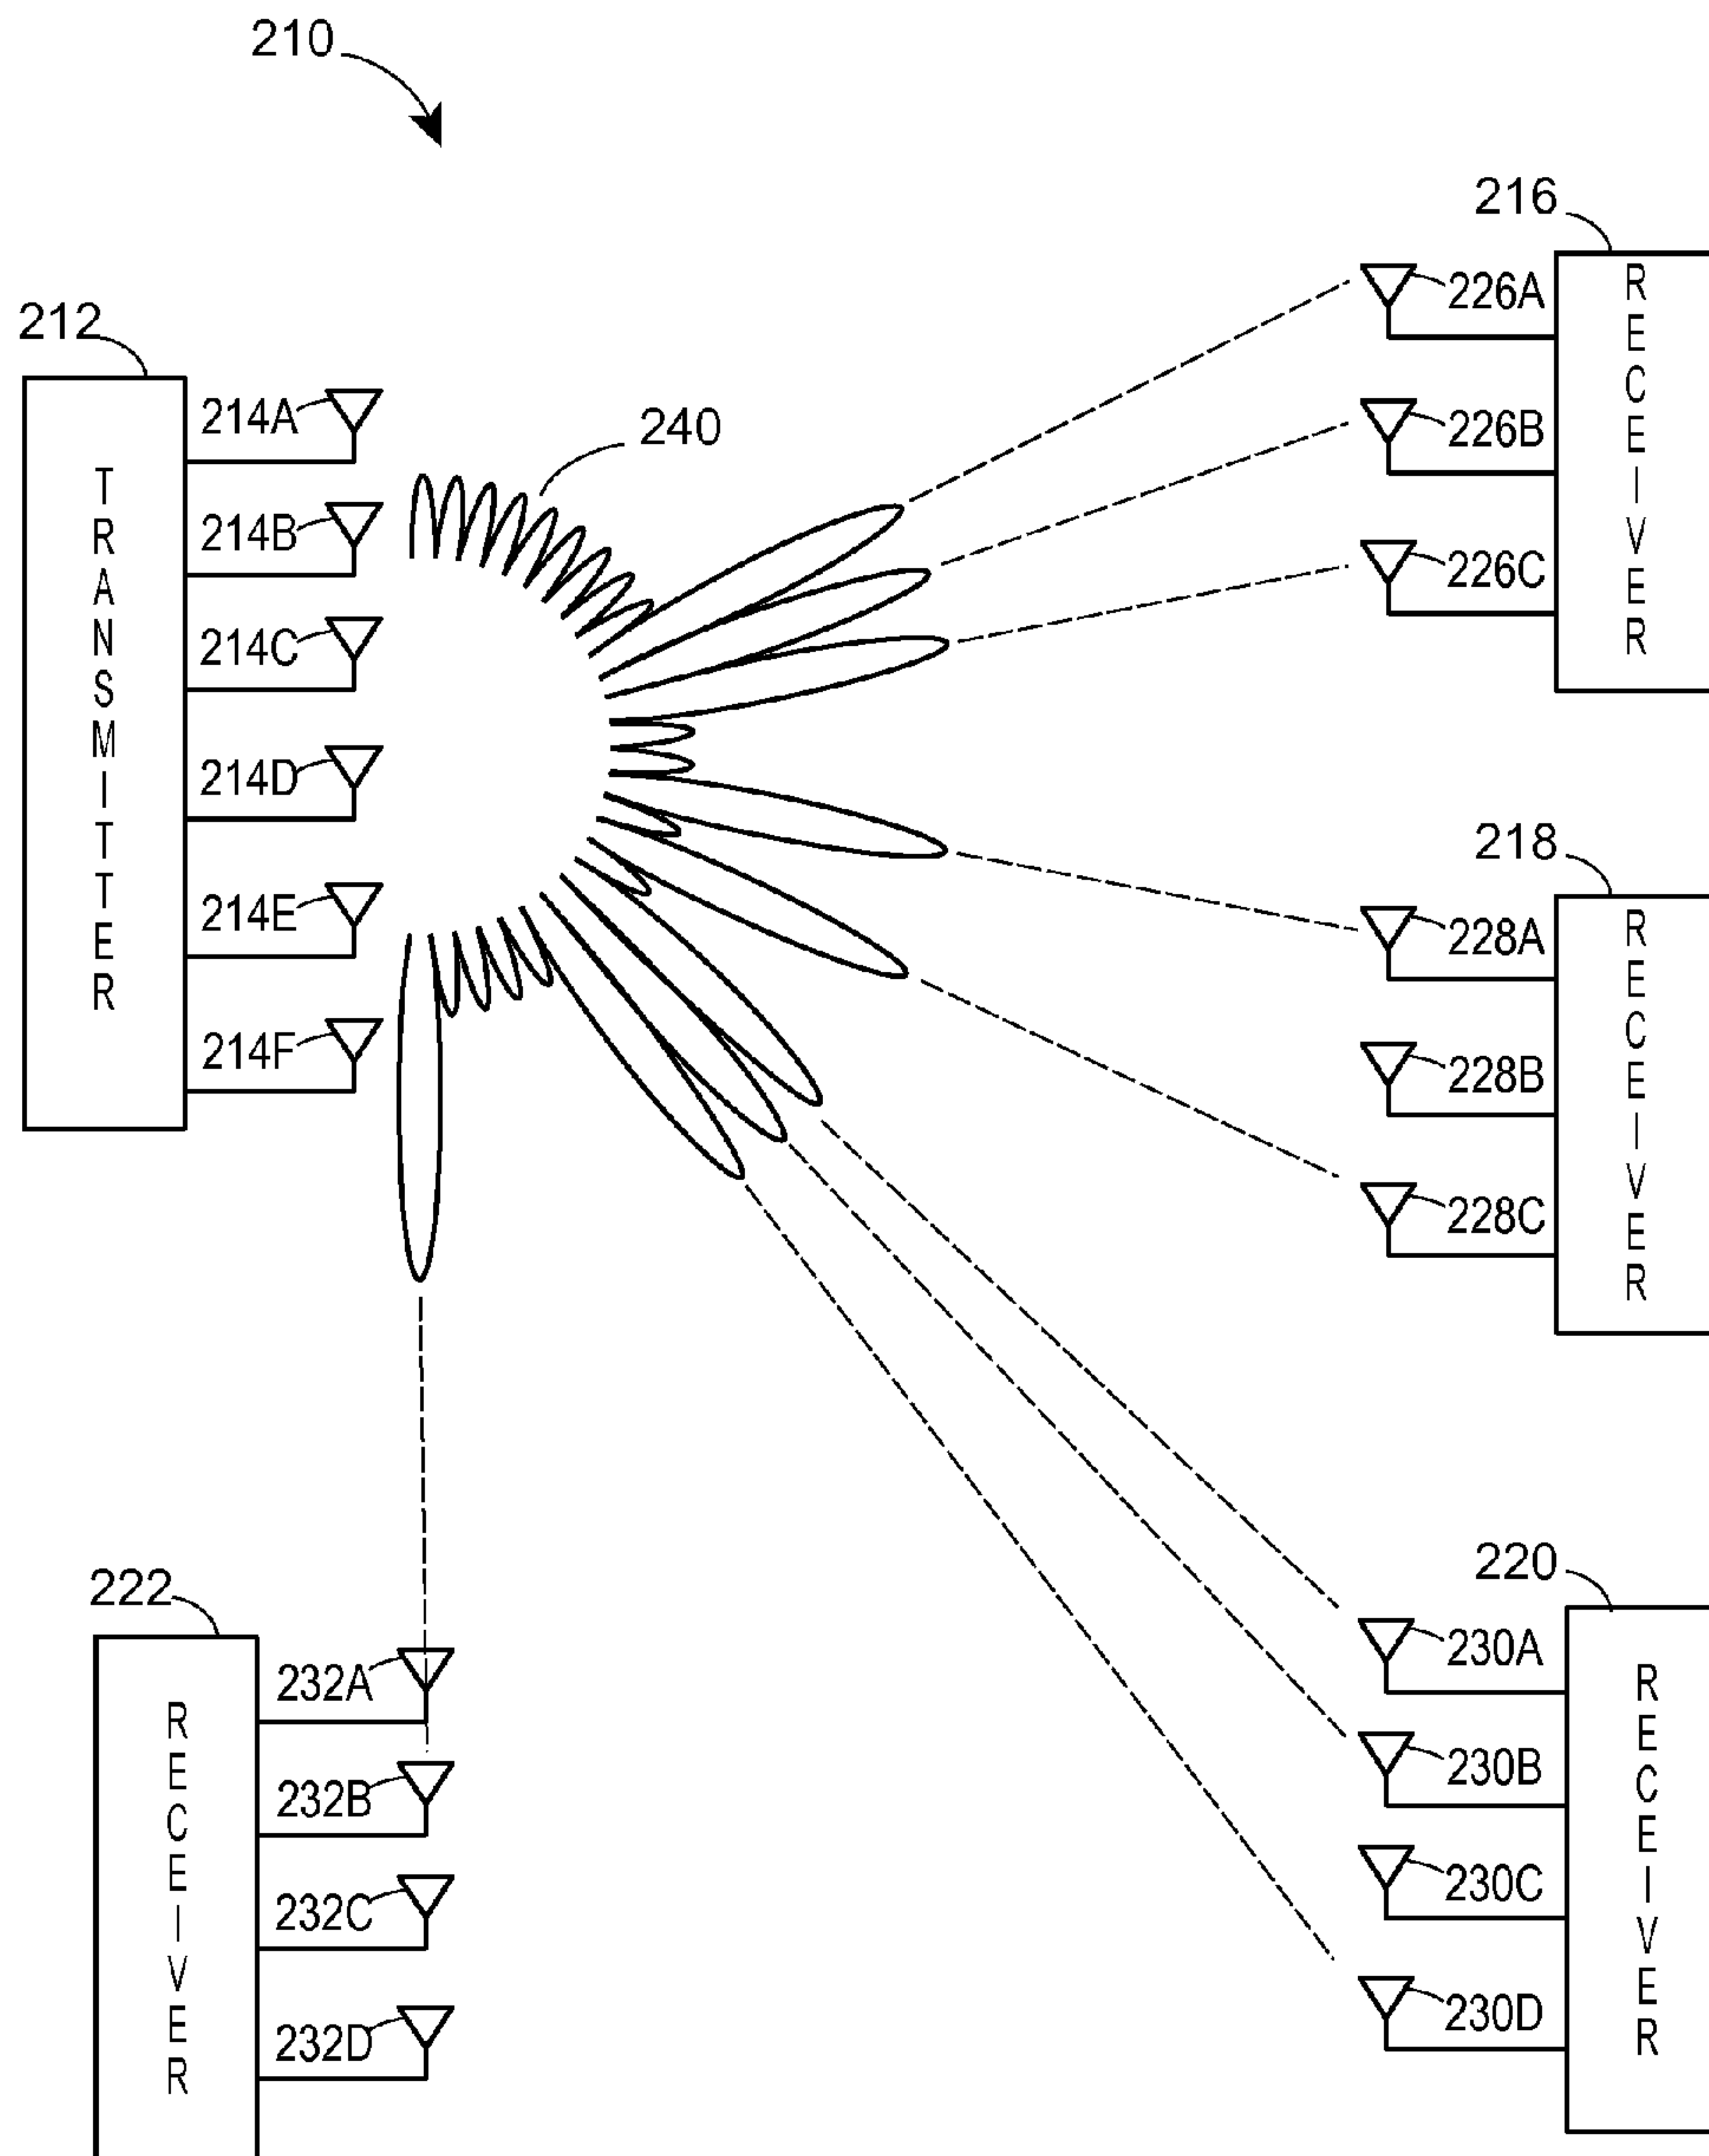 210
216
226A
RECEIVER
212
214A
240
226B
TRANSMITTER
214B
226C
214C
214D
218
214E
228A
RECEIVER
214F
228B
228C
222
220
232A
230A
RECEIVER
RECEIVER
232B
230B
232C
230C
232D
230D